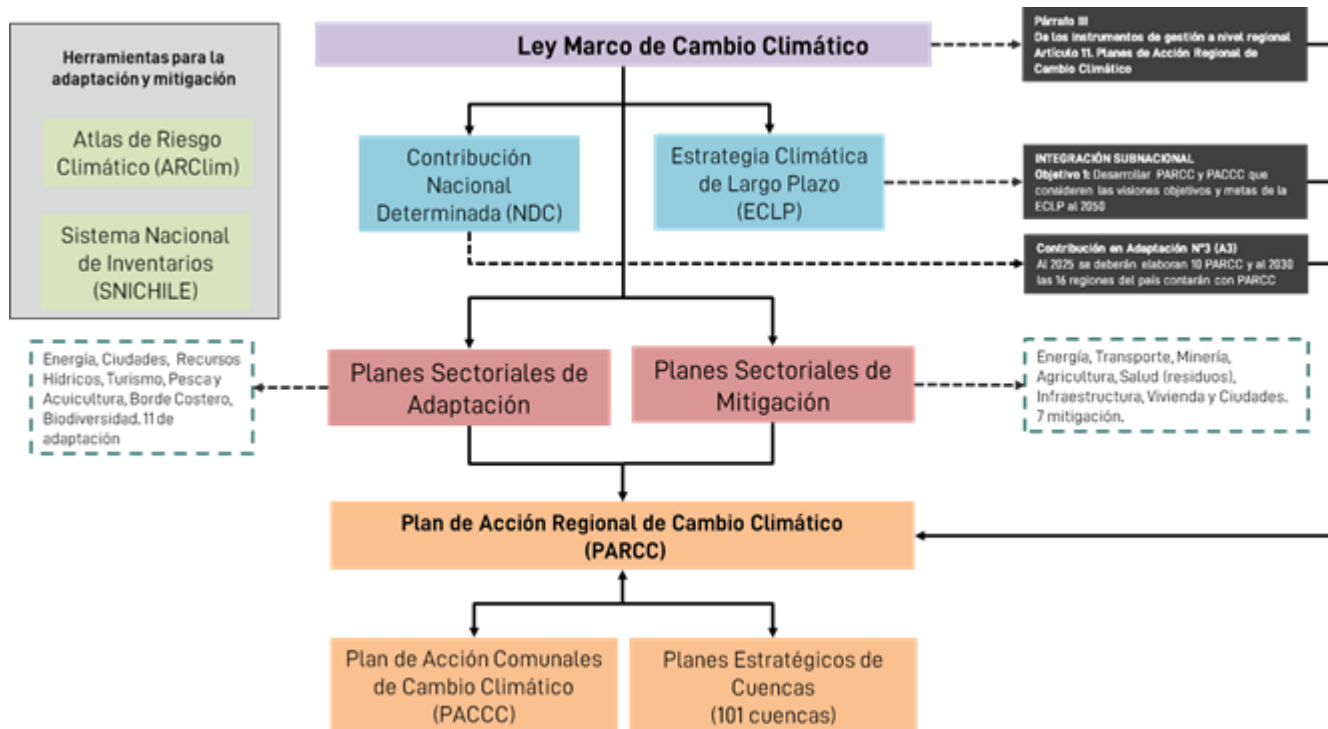 Herramientas para la
adaptación y mitigación
Atlas de Riesgo
Climático (ARClim)
Sistema Nacional
de Inventarios
(SNICHILE)
Ley Marco de Cambio Climático
Párrafo III
De los instrumentos de gestión a nivel regional
Artículo 11. Planes de Acción Regional de
Cambio Climático
Contribución
Nacional
Determinada (NDC)
Estrategia Climática
de Largo Plazo
(ECLP)
INTEGRACIÓN SUBNACIONAL
Objetivo 1: Desarrollar PARCC y PACCC que
consideren las visiones objetivos y metas de la
ECLP al 2050
Contribución en Adaptación Nº3 (A3)
Al 2025 se deberán elaboran 10 PARCC y al 2030
las 16 regiones del país contarán con PARCC
Energía, Ciudades, Recursos
Hídricos, Turismo, Pesca y
Acuicultura, Borde Costero,
Biodiversidad. 11 de
adaptación
Planes Sectoriales de
Adaptación
Planes Sectoriales de
Mitigación
Energía, Transporte, Minería,
Agricultura, Salud (residuos),
Infraestructura, Vivienda y Ciudades.
7 mitigación.
Plan de Acción Regional de Cambio Climático
(PARCC)
Plan de Acción Comunales
de Cambio Climático
(PACCC)
Planes Estratégicos de
Cuencas
(101 cuencas)